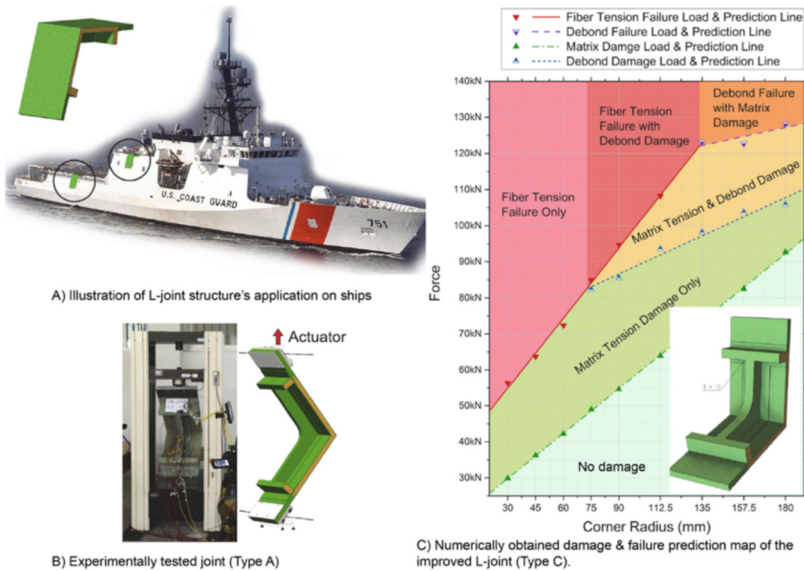 Fiber Tension Failure Load & Prediction Line
Debond Failure Load & Prediction Line
Matrix Damge Load & Prediction Line
Debond Damage Load & Prediction Line
U.S. COAST GUARD
751
A) Illustration of L-joint structure's application on ships
Actuator
B) Experimentally tested joint (Type A)
140kN
130kN
120kN
110kN
100kN
90kN
80kN
70kN
60kN
50kN
40kN
30kN
Force
Fiber Tension
Failure Only
Fiber Tension
Failure with
Debond Damage
Debond Failure
with Matrix
Damage
Matrix Tension & Debond Damage
Matrix Tension Damage Only
No damage
30 45 60 75 90 112.5 135 157.5 180
Corner Radius (mm)
C) Numerically obtained damage & failure prediction map of the
improved L-joint (Type C).